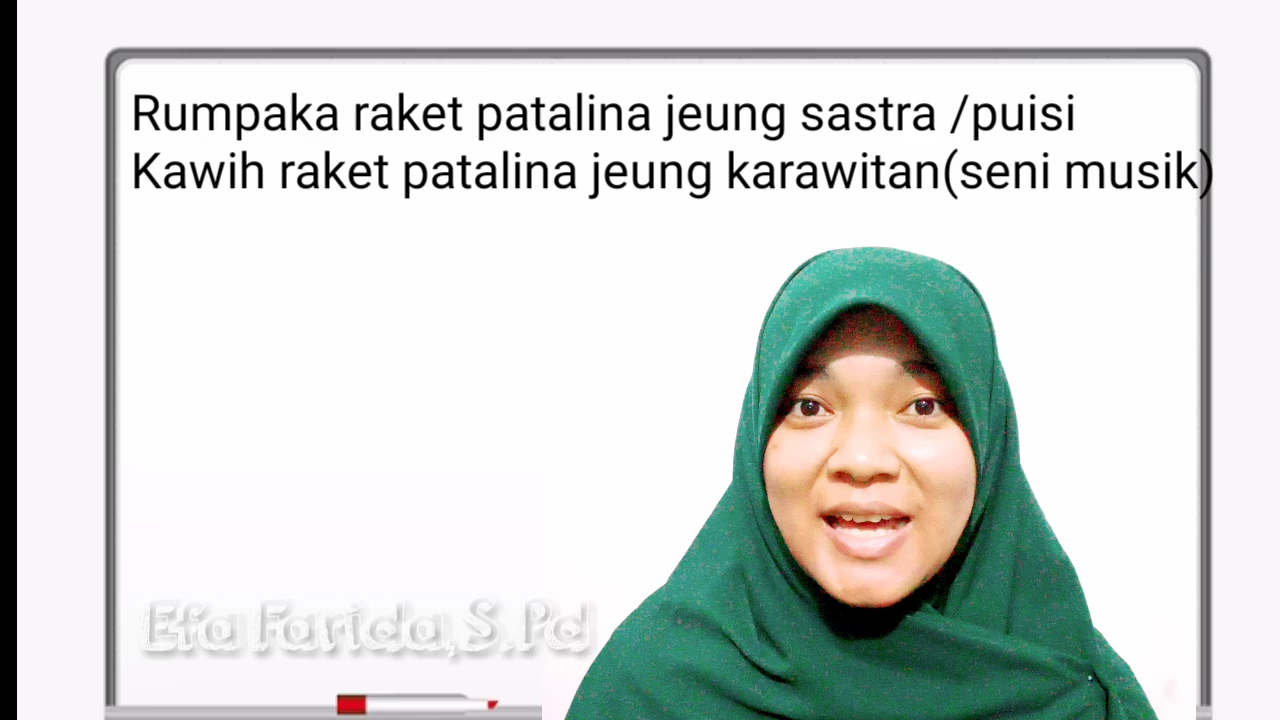 Rumpaka raket patalina jeung sastra /puisi
Kawih raket patalina jeung karawitan(seni musik)
Efa Farida,S.Pd